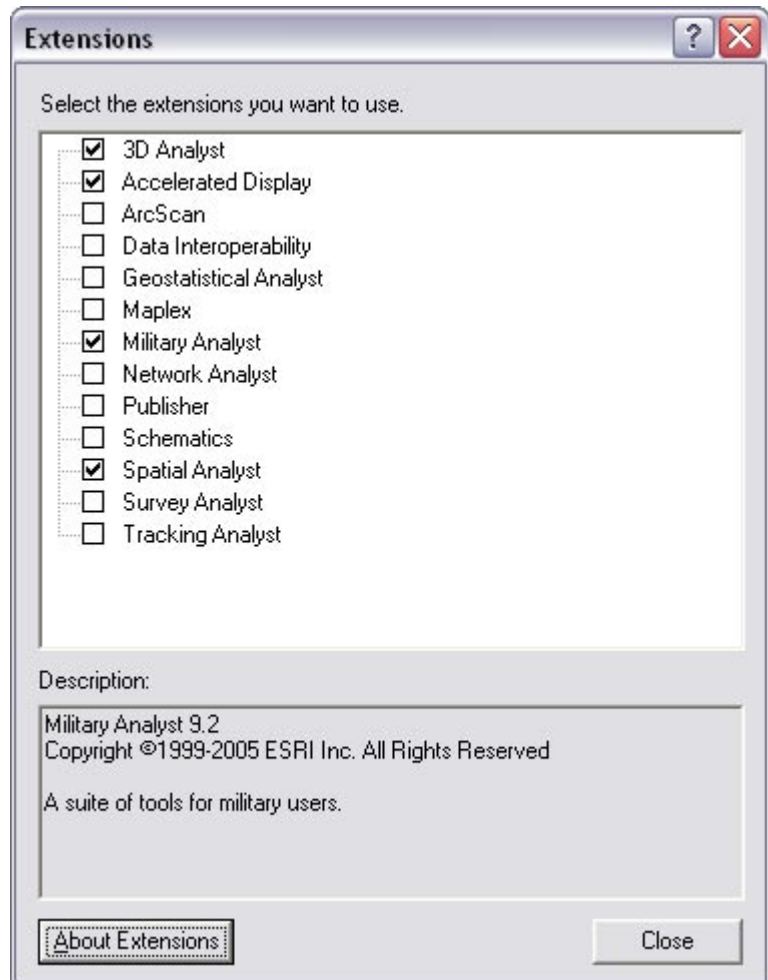 Extensions
Select the extensions you want to use.
3D Analyst
Accelerated Display
ArcScan
Data Interoperability
Geostatistical Analyst
Maplex
Military Analyst
Network Analyst
Publisher
Schematics
Spatial Analyst
Survey Analyst
Tracking Analyst
Description:
Military Analyst 9.2
Copyright ©1999-2005 ESRI Inc. All Rights Reserved
A suite of tools for military users.
About Extensions
Close